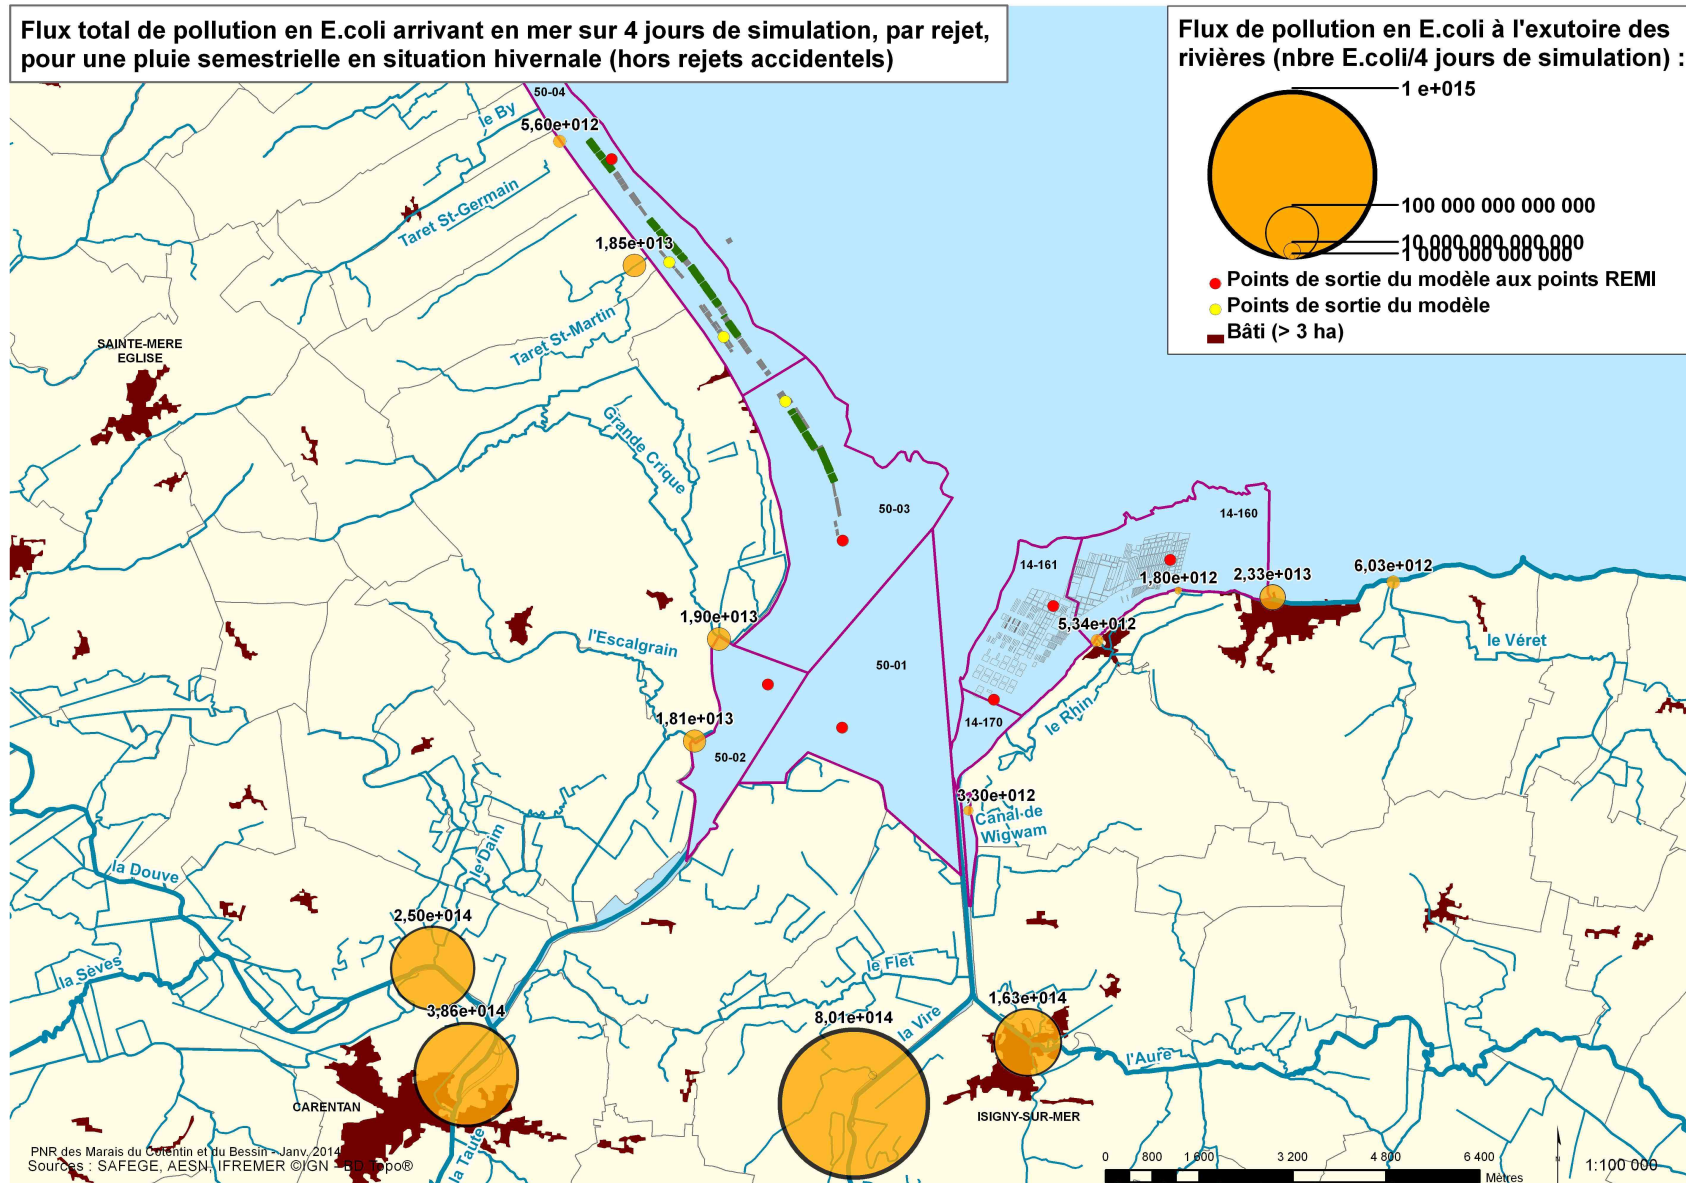 Flux total de pollution en E.coli arrivant en mer sur 4 jours de simulation, par rejet,
pour une pluie semestrielle en situation hivernale (hors rejets accidentels)
Flux de pollution en E.coli à l'exutoire des
rivières (nbre E.coli/4 jours de simulation) :
1 e+015
100 000 000 000 000
10 000 000 000 000
1 000 000 000 000
Points de sortie du modèle aux points REMI
Points de sortie du modèle
Bâti (> 3 ha)
50-04
le By
5,60e+012
Taret St-Germain
1,85e+013
Taret St-Martin
SAINTE-MERE
EGLISE
Grande Crique
50-03
14-160
14-161
1,80e+012
2,33e+013
6,03e+012
1,90e+013
5,34e+012
l'Escalgrain
le Véret
50-01
le Rhin
14-170
1,81e+013
50-02
3,30e+012
Canal de
Wigwam
le Daim
la Douve
2,50e+014
la Sèves
le Flet
3,86e+014
8,01e+014
la Vire
1,63e+014
l'Aure
CARENTAN
ISIGNY-SUR-MER
la Taute
PNR des Marais du Cotentin et du Bessin - Janv. 2014
Sources : SAFEGE, AESN, IFREMER ©IGN - BD Topo®
0 800 1 600 3 200 4 800 6 400
Mètres
1:100 000
N